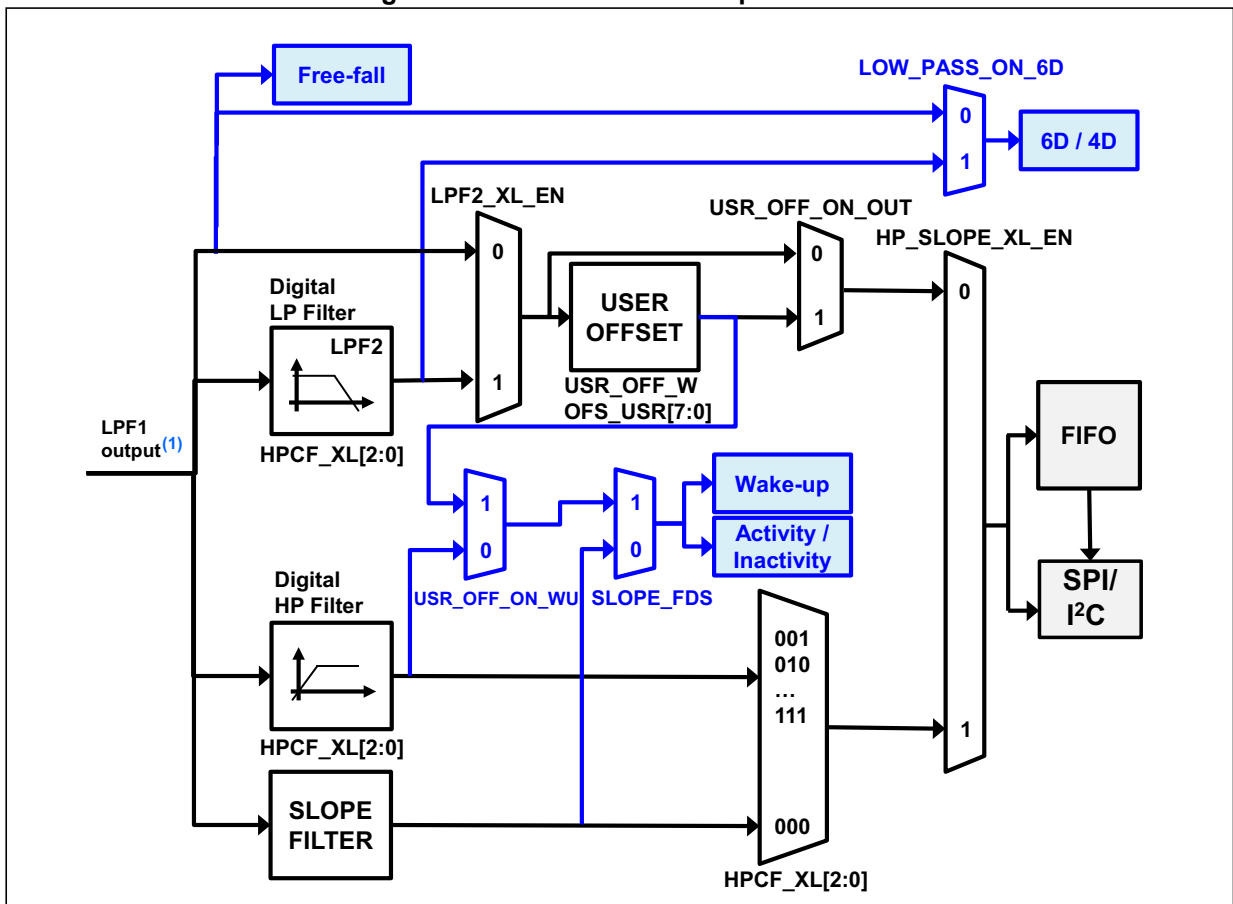 Free-fall
LOW_PASS_ON_6D
0
1
6D / 4D
LPF2_XL_EN
0
1
USR_OFF_ON_OUT
0
1
HP_SLOPE_XL_EN
0
1
Digital
LP Filter
LPF2
HPCF_XL[2:0]
USER
OFFSET
USR_OFF_W
OFS_USR[7:0]
LPF1
output(1)
FIFO
SPI/
I²C
1
0
USR_OFF_ON_WU
1
0
SLOPE_FDS
Wake-up
Activity /
Inactivity
Digital
HP Filter
HPCF_XL[2:0]
001
010
…
111
000
HPCF_XL[2:0]
SLOPE
FILTER